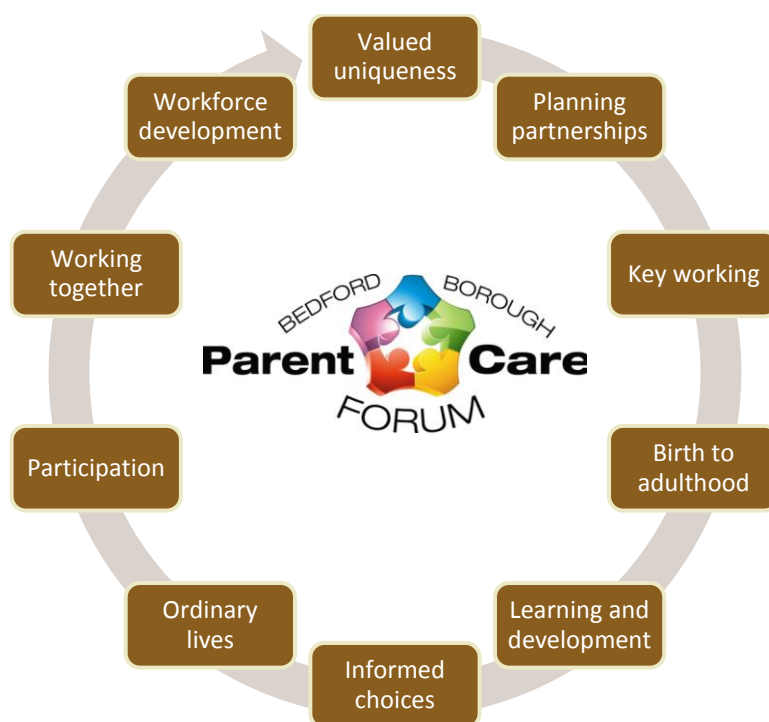 Valued
uniqueness
Planning
partnerships
Key working
Birth to
adulthood
Learning and
development
Informed
choices
Ordinary
lives
Participation
Working
together
Workforce
development
BEDFORD BOROUGH
Parent Care
FORUM